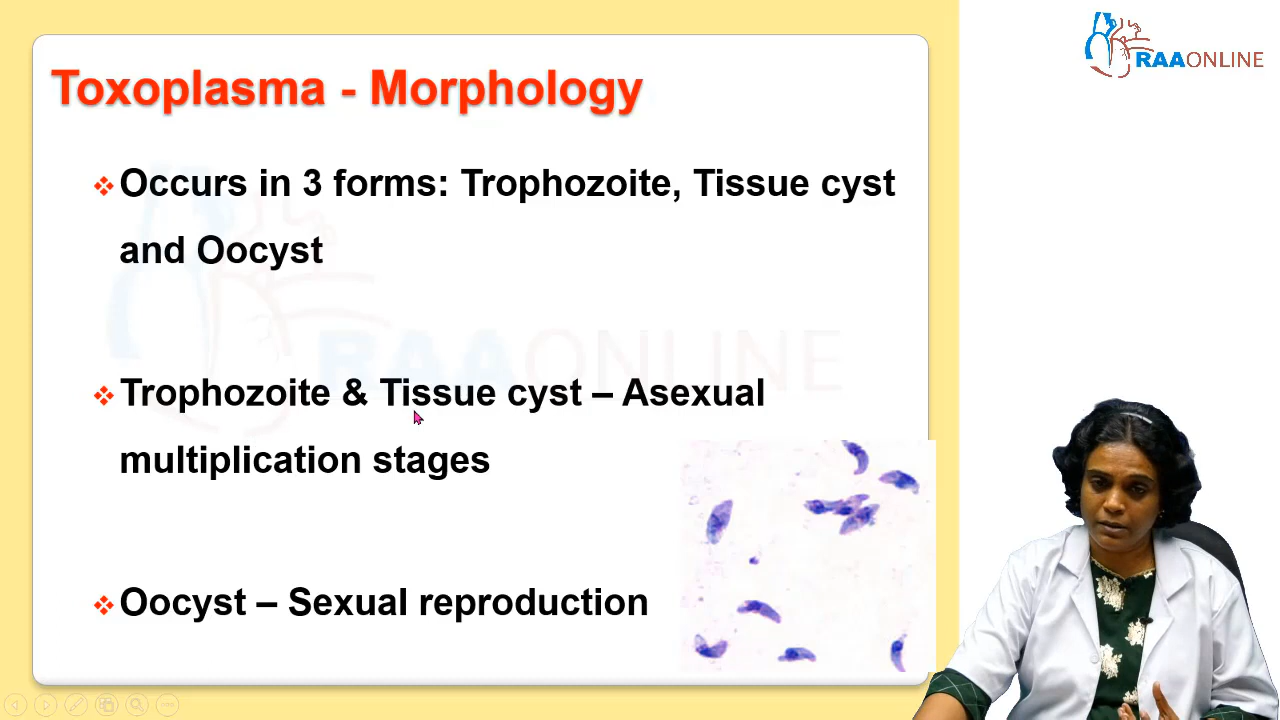 RAAONLINE
Toxoplasma - Morphology
Occurs in 3 forms: Trophozoite, Tissue cyst
and Oocyst
RAAONLINE
Trophozoite & Tissue cyst – Asexual
multiplication stages
Oocyst – Sexual reproduction